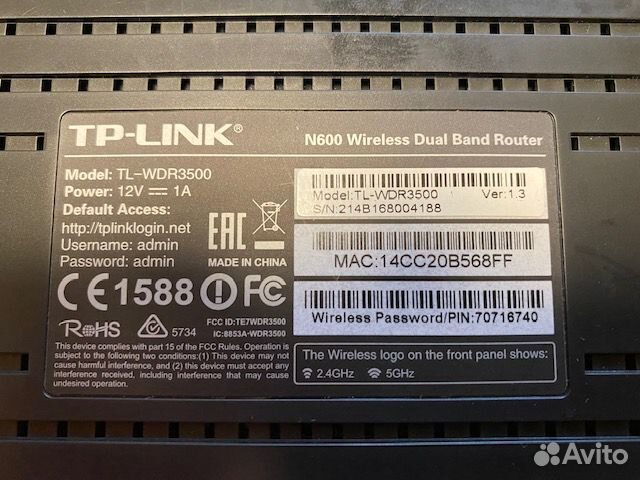 TP-LINK®
N600 Wireless Dual Band Router
Model: TL-WDR3500
Power: 12V ⎓ 1A
Default Access:
http://tplinklogin.net
Username: admin
Password: admin
EAC
MADE IN CHINA
CE1588 FC
RoHS
5734
FCC ID:TE7WDR3500
IC:8853A-WDR3500
This device complies with part 15 of the FCC Rules. Operation is
subject to the following two conditions:(1) This device may not
cause harmful interference, and (2) this device must accept any
interference received, including interference that may cause
undesired operation.
Model:TL-WDR3500 Ver:1.3
S/N:214B168004188
MAC:14CC20B568FF
Wireless Password/PIN:70716740
The Wireless logo on the front panel shows:
2.4GHz 5GHz
Avito